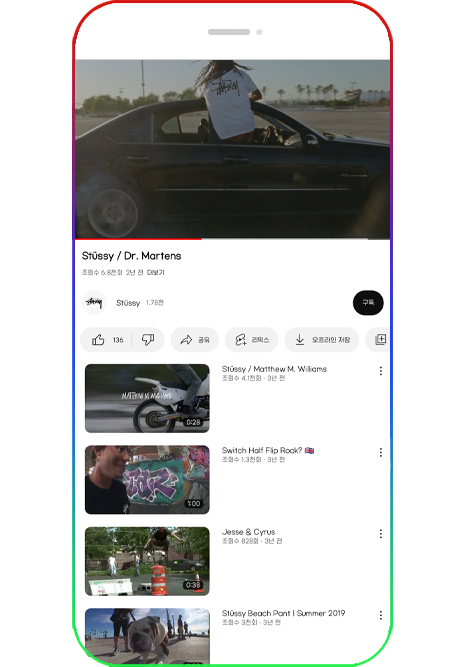 Stüssy / Dr. Martens
조회수 6.8천회 2년 전 더보기
Stüssy 1.78천
구독
136
공유
리믹스
오프라인 저장
Stüssy / Matthew M. Williams
조회수 4.1천회 · 3년 전
MATTHEW M. WILLIAMS
0:28
Switch Half Flip Rock? 🇬🇧
조회수 1.3천회 · 3년 전
1:00
Jesse & Cyrus
조회수 828회 · 3년 전
0:38
Stüssy Beach Pant | Summer 2019
조회수 3천회 · 3년 전